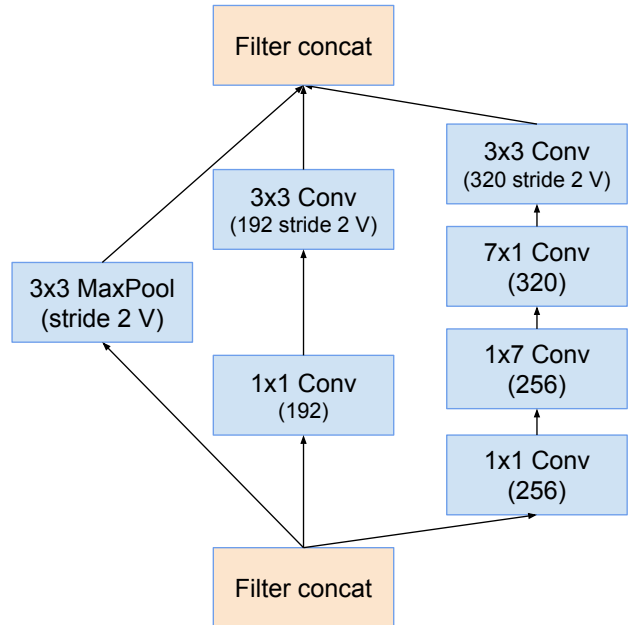 Filter concat
3x3 Conv
(320 stride 2 V)
3x3 Conv
(192 stride 2 V)
7x1 Conv
(320)
3x3 MaxPool
(stride 2 V)
1x7 Conv
(256)
1x1 Conv
(192)
1x1 Conv
(256)
Filter concat